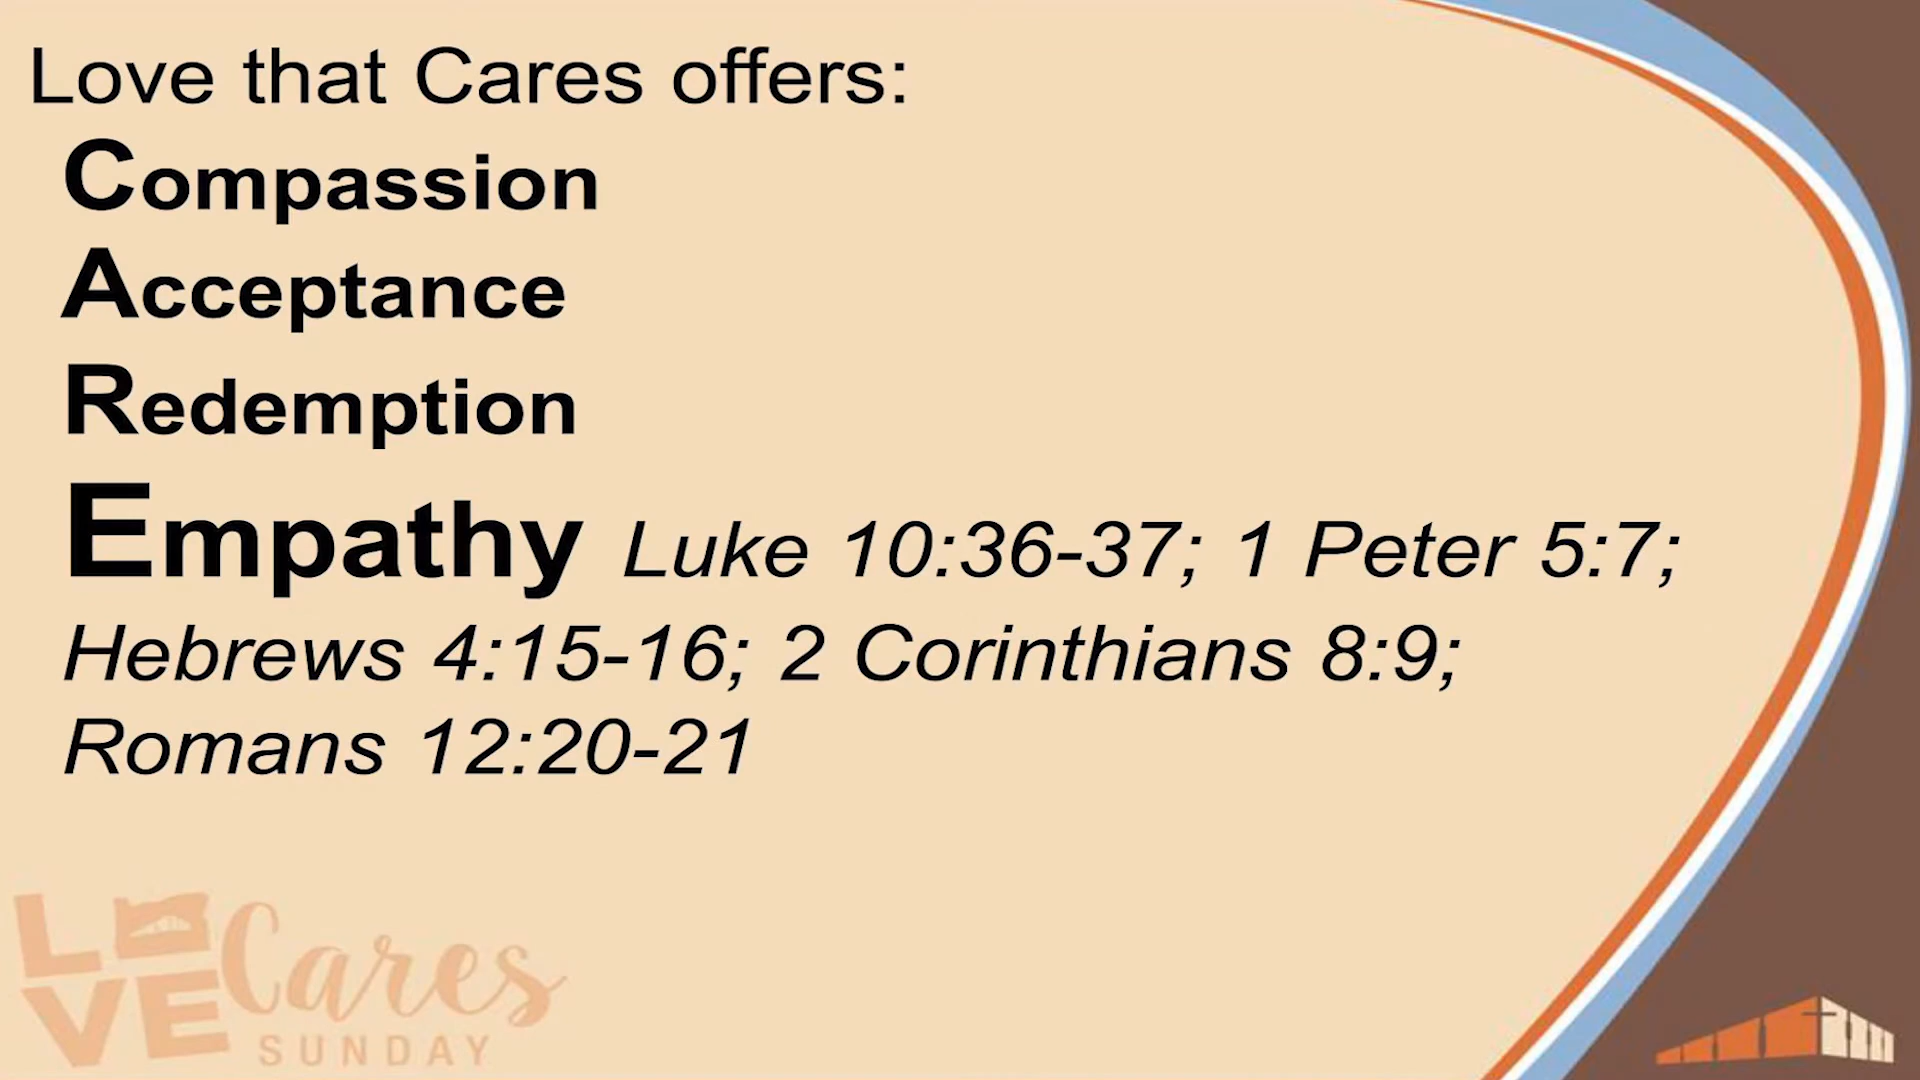 Love that Cares offers:
Compassion
Acceptance
Redemption
Empathy Luke 10:36-37; 1 Peter 5:7;
Hebrews 4:15-16; 2 Corinthians 8:9;
Romans 12:20-21
LOVE Cares
SUNDAY